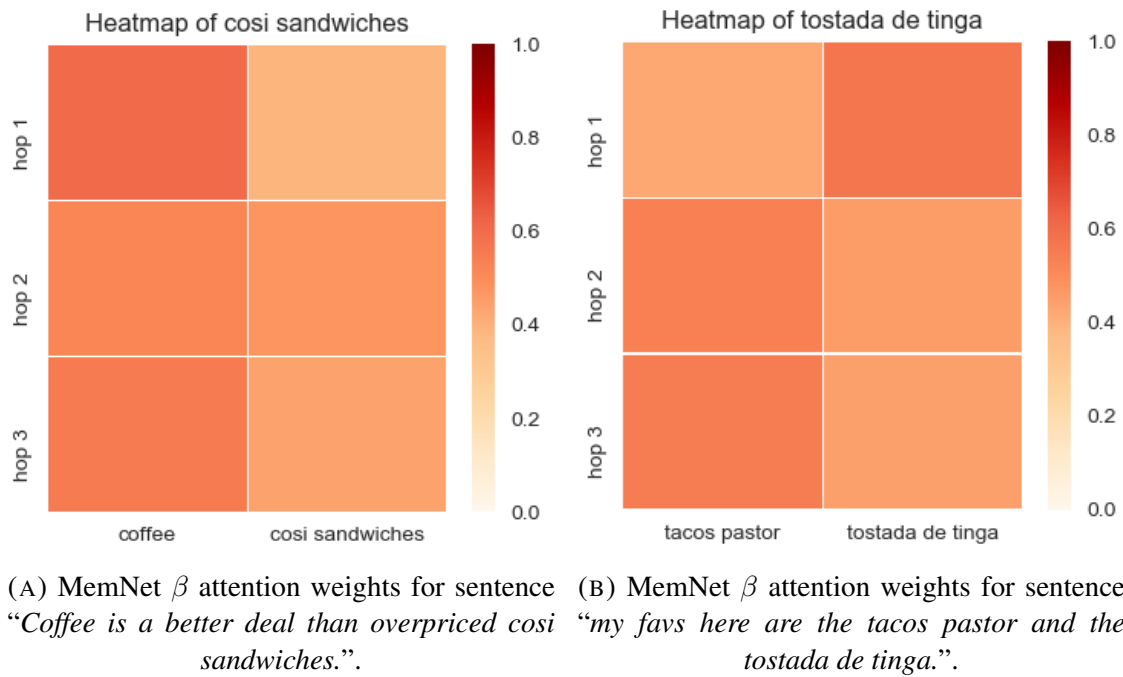 Heatmap of cosi sandwiches
hop 1
hop 2
hop 3
coffee
cosi sandwiches
1.0
0.8
0.6
0.4
0.2
0.0
Heatmap of tostada de tinga
hop 1
hop 2
hop 3
tacos pastor
tostada de tinga
1.0
0.8
0.6
0.4
0.2
0.0
(A) MemNet β attention weights for sentence
“Coffee is a better deal than overpriced cosi
sandwiches.”.
(B) MemNet β attention weights for sentence
“my favs here are the tacos pastor and the
tostada de tinga.”.